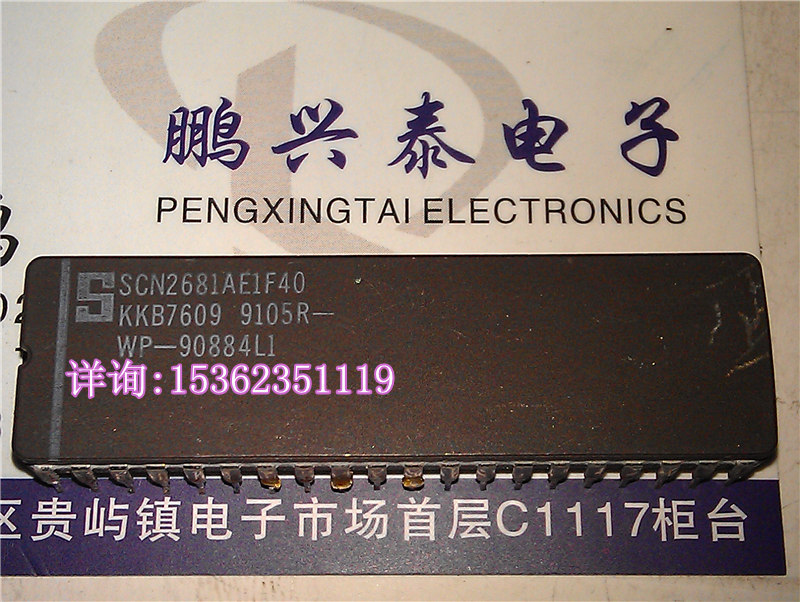 鹏兴泰电子
PENGXINGTAI ELECTRONICS
SCN2681AE1F40
KKB7609 9105R—
WP—90884L1
详询:15362351119
区贵屿镇电子市场首层C1117柜台